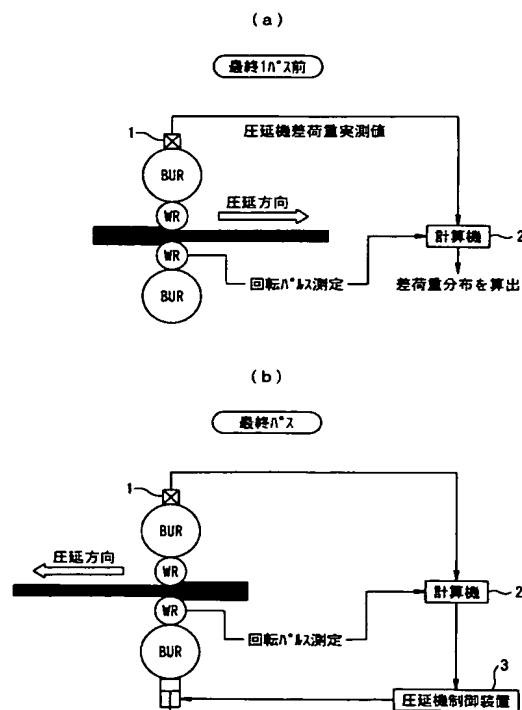 (a)
最終1パス前
1
圧延機差荷重実測値
BUR
圧延方向
WR
WR
計算機
2
BUR
回転パルス測定
差荷重分布を算出
(b)
最終パス
1
BUR
圧延方向
WR
WR
計算機
2
回転パルス測定
BUR
3
圧延機制御装置